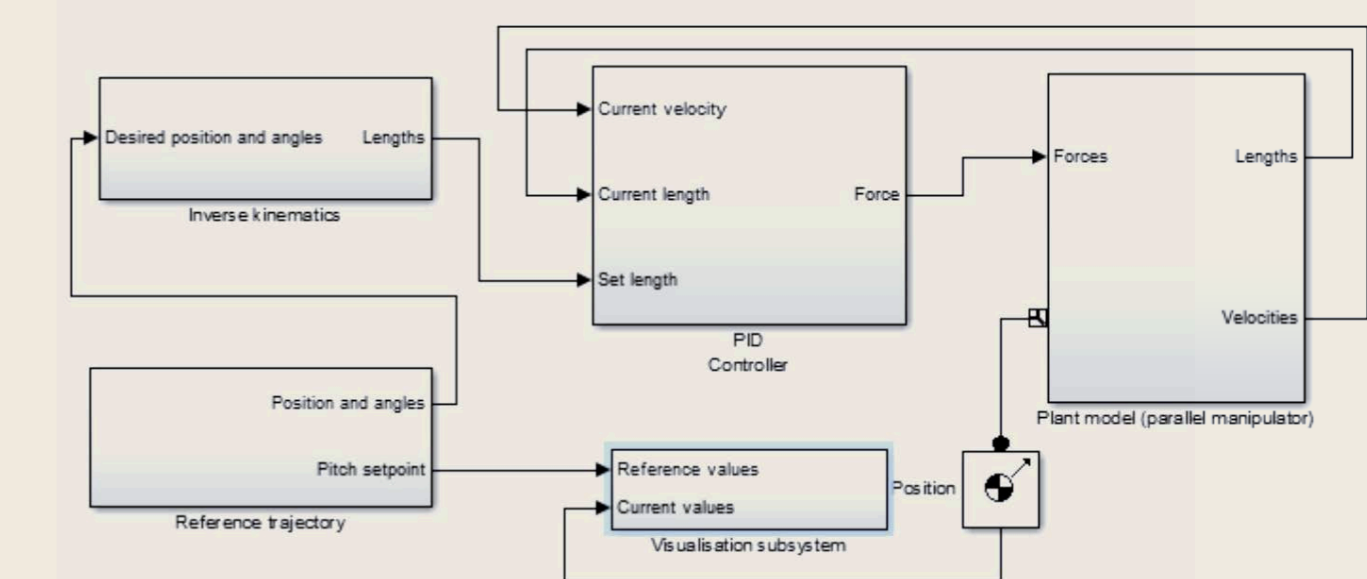 Desired position and angles
Lengths
Inverse kinematics
Current velocity
Current length
Set length
Force
PID
Controller
Forces
Lengths
Velocities
Plant model (parallel manipulator)
Position and angles
Pitch setpoint
Reference trajectory
Reference values
Current values
Visualisation subsystem
Position